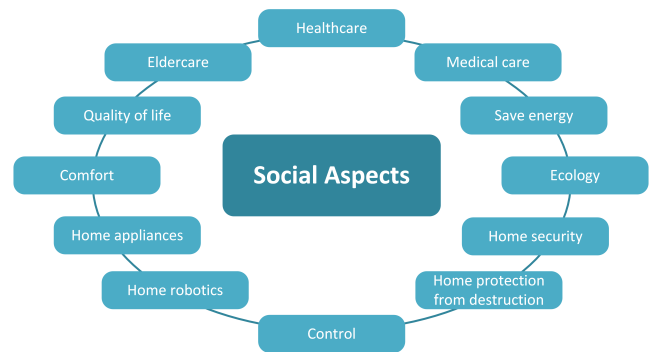 Healthcare
Eldercare
Medical care
Quality of life
Save energy
Social Aspects
Comfort
Ecology
Home appliances
Home security
Home robotics
Home protection
from destruction
Control